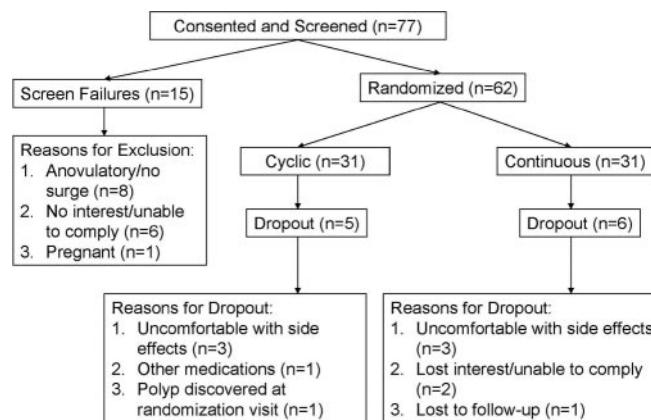 Consented and Screened (n=77)
Screen Failures (n=15)
Randomized (n=62)
Reasons for Exclusion:
1. Anovulatory/no
surge (n=8)
2. No interest/unable
to comply (n=6)
3. Pregnant (n=1)
Cyclic (n=31)
Continuous (n=31)
Dropout (n=5)
Dropout (n=6)
Reasons for Dropout:
1. Uncomfortable with side
effects (n=3)
2. Other medications (n=1)
3. Polyp discovered at
randomization visit (n=1)
Reasons for Dropout:
1. Uncomfortable with side effects
(n=3)
2. Lost interest/unable to comply
(n=2)
3. Lost to follow-up (n=1)